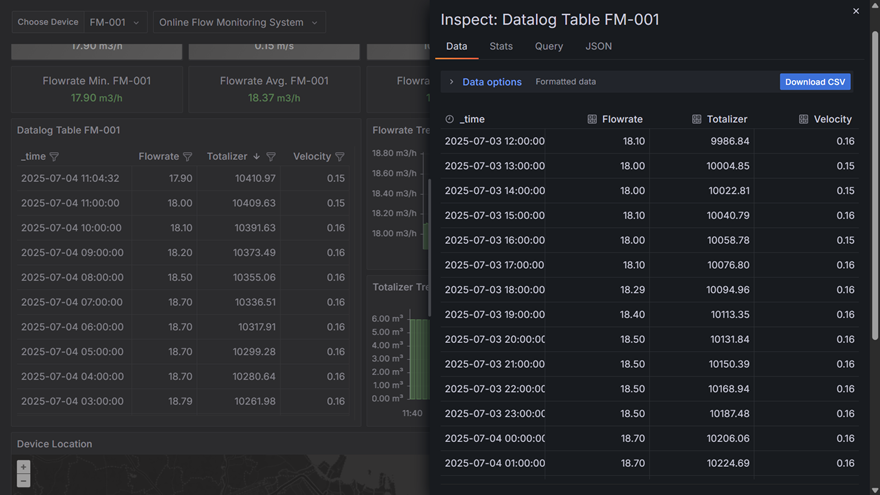 Choose Device FM-001 Online Flow Monitoring System
17.90 m3/h 0.15 m/s
Flowrate Min. FM-001 Flowrate Avg. FM-001 Flowra
17.90 m3/h 18.37 m3/h
Datalog Table FM-001
_time Flowrate Totalizer Velocity
2025-07-04 11:04:32 17.90 10410.97 0.15
2025-07-04 11:00:00 18.00 10409.63 0.15
2025-07-04 10:00:00 18.10 10391.63 0.16
2025-07-04 09:00:00 18.20 10373.49 0.16
2025-07-04 08:00:00 18.50 10355.06 0.16
2025-07-04 07:00:00 18.70 10336.51 0.16
2025-07-04 06:00:00 18.70 10317.91 0.16
2025-07-04 05:00:00 18.70 10299.28 0.16
2025-07-04 04:00:00 18.70 10280.64 0.16
2025-07-04 03:00:00 18.79 10261.98 0.16
Flowrate Tre
18.80 m3/h
18.60 m3/h
18.40 m3/h
18.20 m3/h
18.00 m3/h
Totalizer Tre
6.00 m³
5.00 m³
4.00 m³
3.00 m³
2.00 m³
1.00 m³
0.00 m³
11:40
Device Location
+
−
Inspect: Datalog Table FM-001
Data Stats Query JSON
Data options Formatted data Download CSV
_time Flowrate Totalizer Velocity
2025-07-03 12:00:00 18.10 9986.84 0.16
2025-07-03 13:00:00 18.00 10004.85 0.15
2025-07-03 14:00:00 18.00 10022.81 0.15
2025-07-03 15:00:00 18.10 10040.79 0.16
2025-07-03 16:00:00 18.00 10058.78 0.15
2025-07-03 17:00:00 18.10 10076.80 0.16
2025-07-03 18:00:00 18.29 10094.96 0.16
2025-07-03 19:00:00 18.40 10113.35 0.16
2025-07-03 20:00:00 18.50 10131.84 0.16
2025-07-03 21:00:00 18.50 10150.39 0.16
2025-07-03 22:00:00 18.50 10168.94 0.16
2025-07-03 23:00:00 18.50 10187.48 0.16
2025-07-04 00:00:00 18.70 10206.06 0.16
2025-07-04 01:00:00 18.70 10224.69 0.16